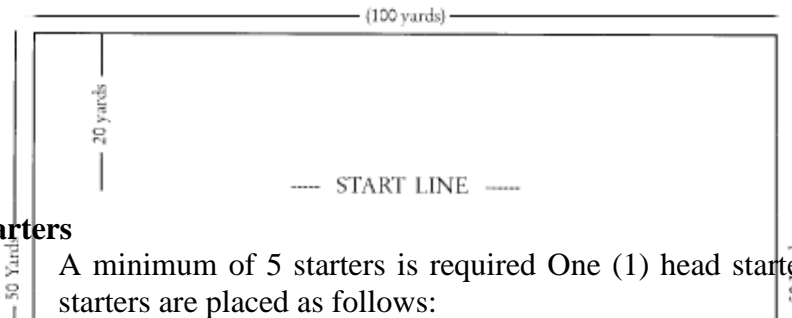 (100 yards)
20 yards
START LINE
arters
50 Yards
A minimum of 5 starters is required One (1) head starte
starters are placed as follows: